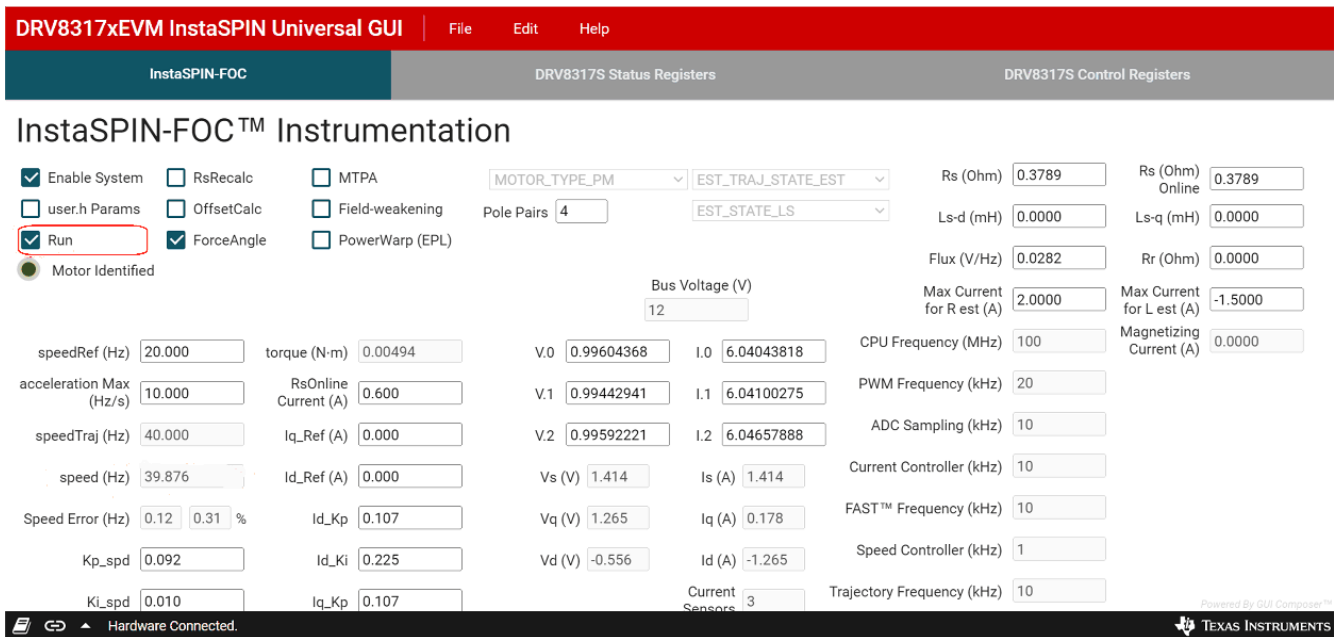 DRV8317xEVM InstaSPIN Universal GUI File Edit Help
InstaSPIN-FOC DRV8317S Status Registers DRV8317S Control Registers
InstaSPIN-FOC™ Instrumentation
Enable System RsRecalc MTPA MOTOR_TYPE_PM EST_TRAJ_STATE_EST Rs (Ohm) 0.3789 Rs (Ohm) Online 0.3789
user.h Params OffsetCalc Field-weakening Pole Pairs 4 EST_STATE_LS Ls-d (mH) 0.0000 Ls-q (mH) 0.0000
Run ForceAngle PowerWarp (EPL)
Flux (V/Hz) 0.0282 Rr (Ohm) 0.0000
Motor Identified
Bus Voltage (V)
12
Max Current for R est (A) 2.0000 Max Current for L est (A) -1.5000
speedRef (Hz) 20.000 torque (N·m) 0.00494 V.0 0.99604368 I.0 6.04043818 CPU Frequency (MHz) 100 Magnetizing Current (A) 0.0000
acceleration Max (Hz/s) 10.000 RsOnline Current (A) 0.600 V.1 0.99442941 I.1 6.04100275 PWM Frequency (kHz) 20
speedTraj (Hz) 40.000 Iq_Ref (A) 0.000 V.2 0.99592221 I.2 6.04657888 ADC Sampling (kHz) 10
speed (Hz) 39.876 Id_Ref (A) 0.000 Vs (V) 1.414 Is (A) 1.414 Current Controller (kHz) 10
Speed Error (Hz) 0.12 0.31 % Id_Kp 0.107 Vq (V) 1.265 Iq (A) 0.178 FAST™ Frequency (kHz) 10
Kp_spd 0.092 Id_Ki 0.225 Vd (V) -0.556 Id (A) -1.265 Speed Controller (kHz) 1
Ki_spd 0.010 Iq_Kp 0.107 Current Sensors 3 Trajectory Frequency (kHz) 10
Powered By GUI Composer™
Hardware Connected. TEXAS INSTRUMENTS